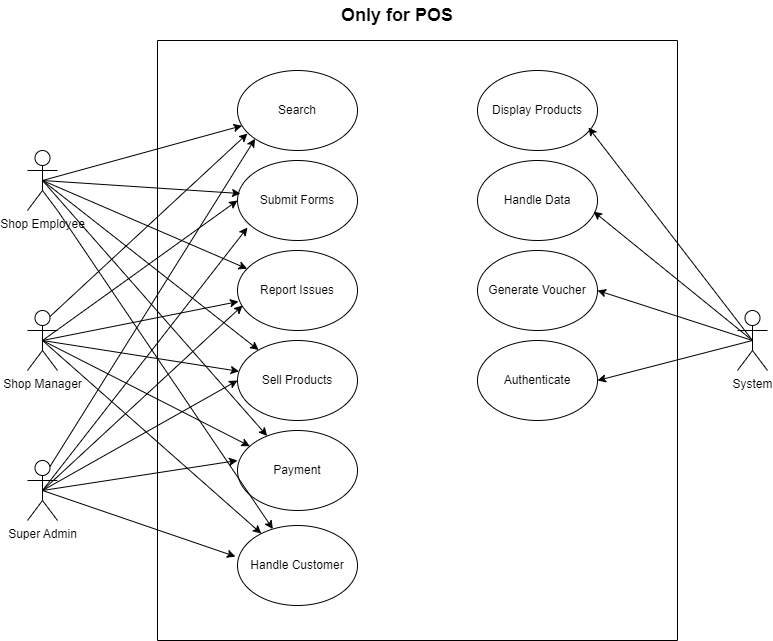 Only for POS
Search
Display Products
Shop Employee
Submit Forms
Handle Data
Report Issues
Generate Voucher
Shop Manager
Sell Products
Authenticate
System
Payment
Super Admin
Handle Customer